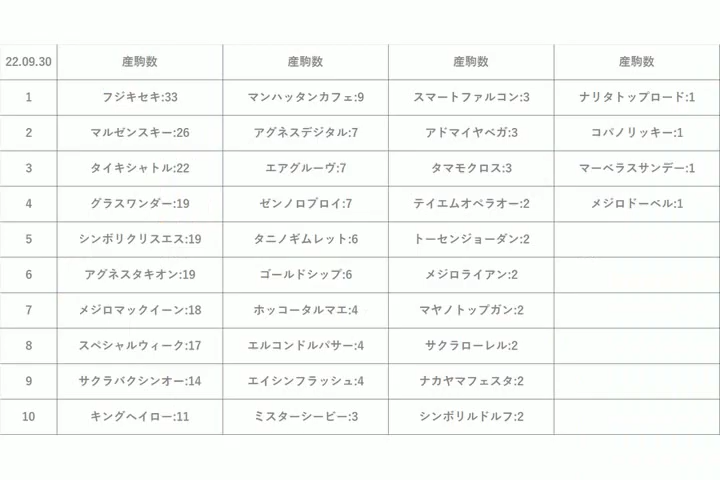 22.09.30 産駒数 産駒数 産駒数 産駒数
1 フジキセキ:33 マンハッタンカフェ:9 スマートファルコン:3 ナリタトップロード:1
2 マルゼンスキー:26 アグネスデジタル:7 アドマイヤベガ:3 コパノリッキー:1
3 タイキシャトル:22 エアグルーヴ:7 タマモクロス:3 マーベラスサンデー:1
4 グラスワンダー:19 ゼンノロブロイ:7 テイエムオペラオー:2 メジロドーベル:1
5 シンボリクリスエス:19 タニノギムレット:6 トーセンジョーダン:2
6 アグネスタキオン:19 ゴールドシップ:6 メジロライアン:2
7 メジロマックイーン:18 ホッコータルマエ:4 マヤノトップガン:2
8 スペシャルウィーク:17 エルコンドルパサー:4 サクラローレル:2
9 サクラバクシンオー:14 エイシンフラッシュ:4 ナカヤマフェスタ:2
10 キングヘイロー:11 ミスターシービー:3 シンボリルドルフ:2